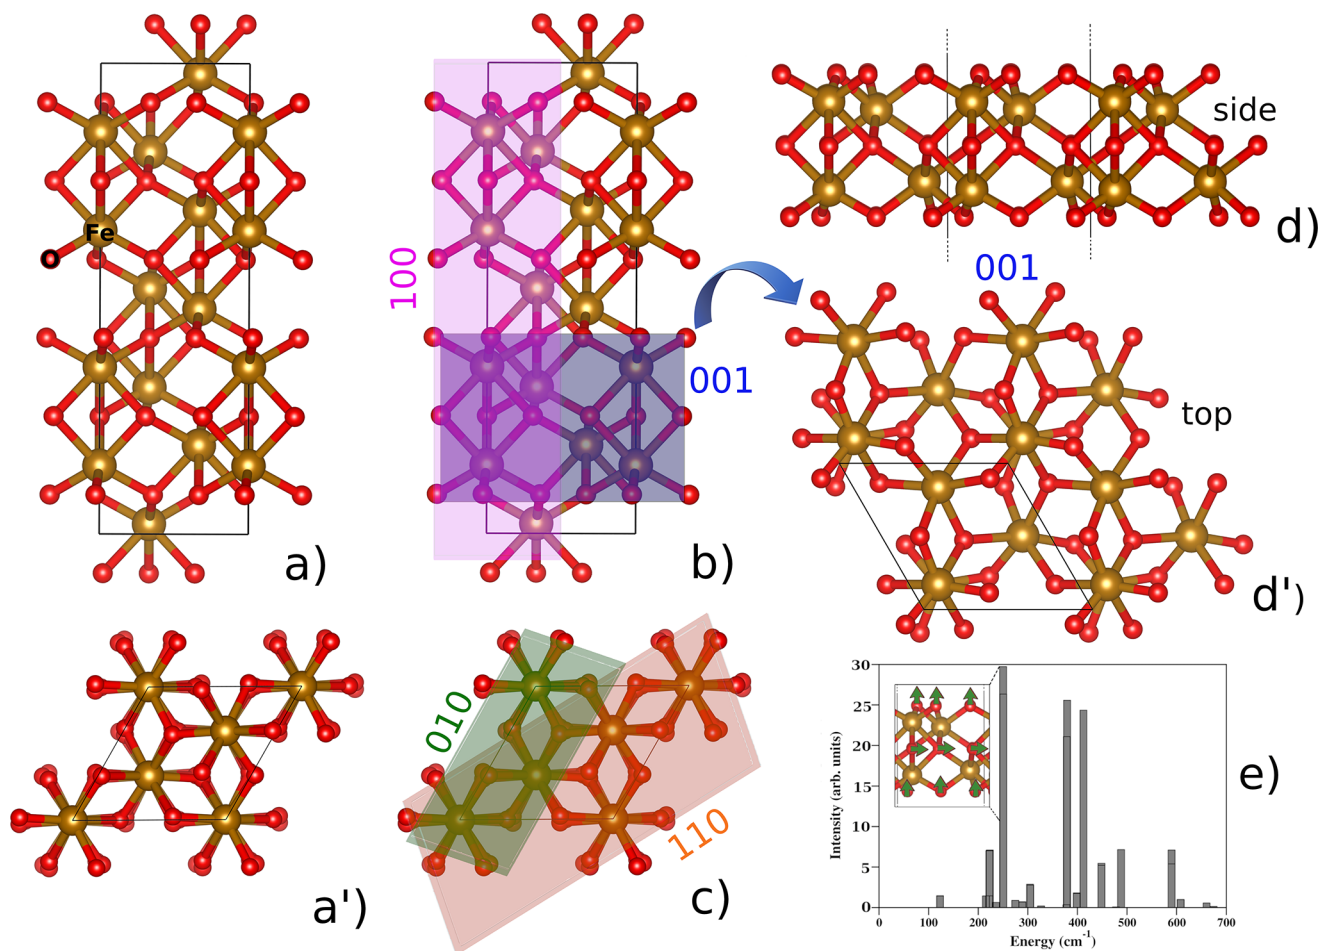 Fe
O
a)
100
001
b)
side
d)
001
top
d')
a')
010
110
c)
30
25
20
15
10
5
0
Intensity (arb. units)
0 100 200 300 400 500 600 700
Energy (cm⁻¹)
e)